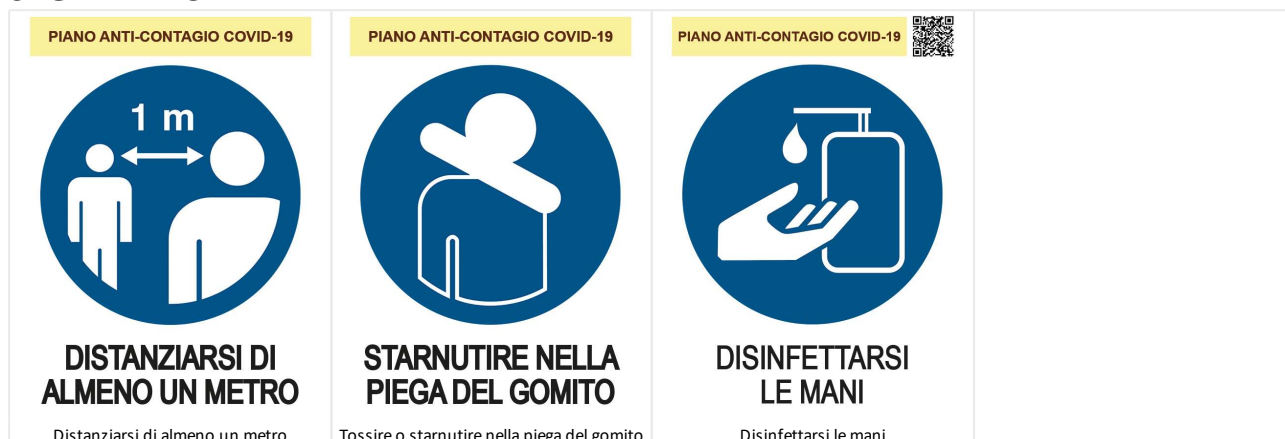 PIANO ANTI-CONTAGIO COVID-19
1 m
DISTANZIARSI DI
ALMENO UN METRO
Distanziarsi di almeno un metro
PIANO ANTI-CONTAGIO COVID-19
STARNUTIRE NELLA
PIEGA DEL GOMITO
Tossire o starnutire nella piega del gomito
PIANO ANTI-CONTAGIO COVID-19
DISINFETTARSI
LE MANI
Disinfettarsi le mani